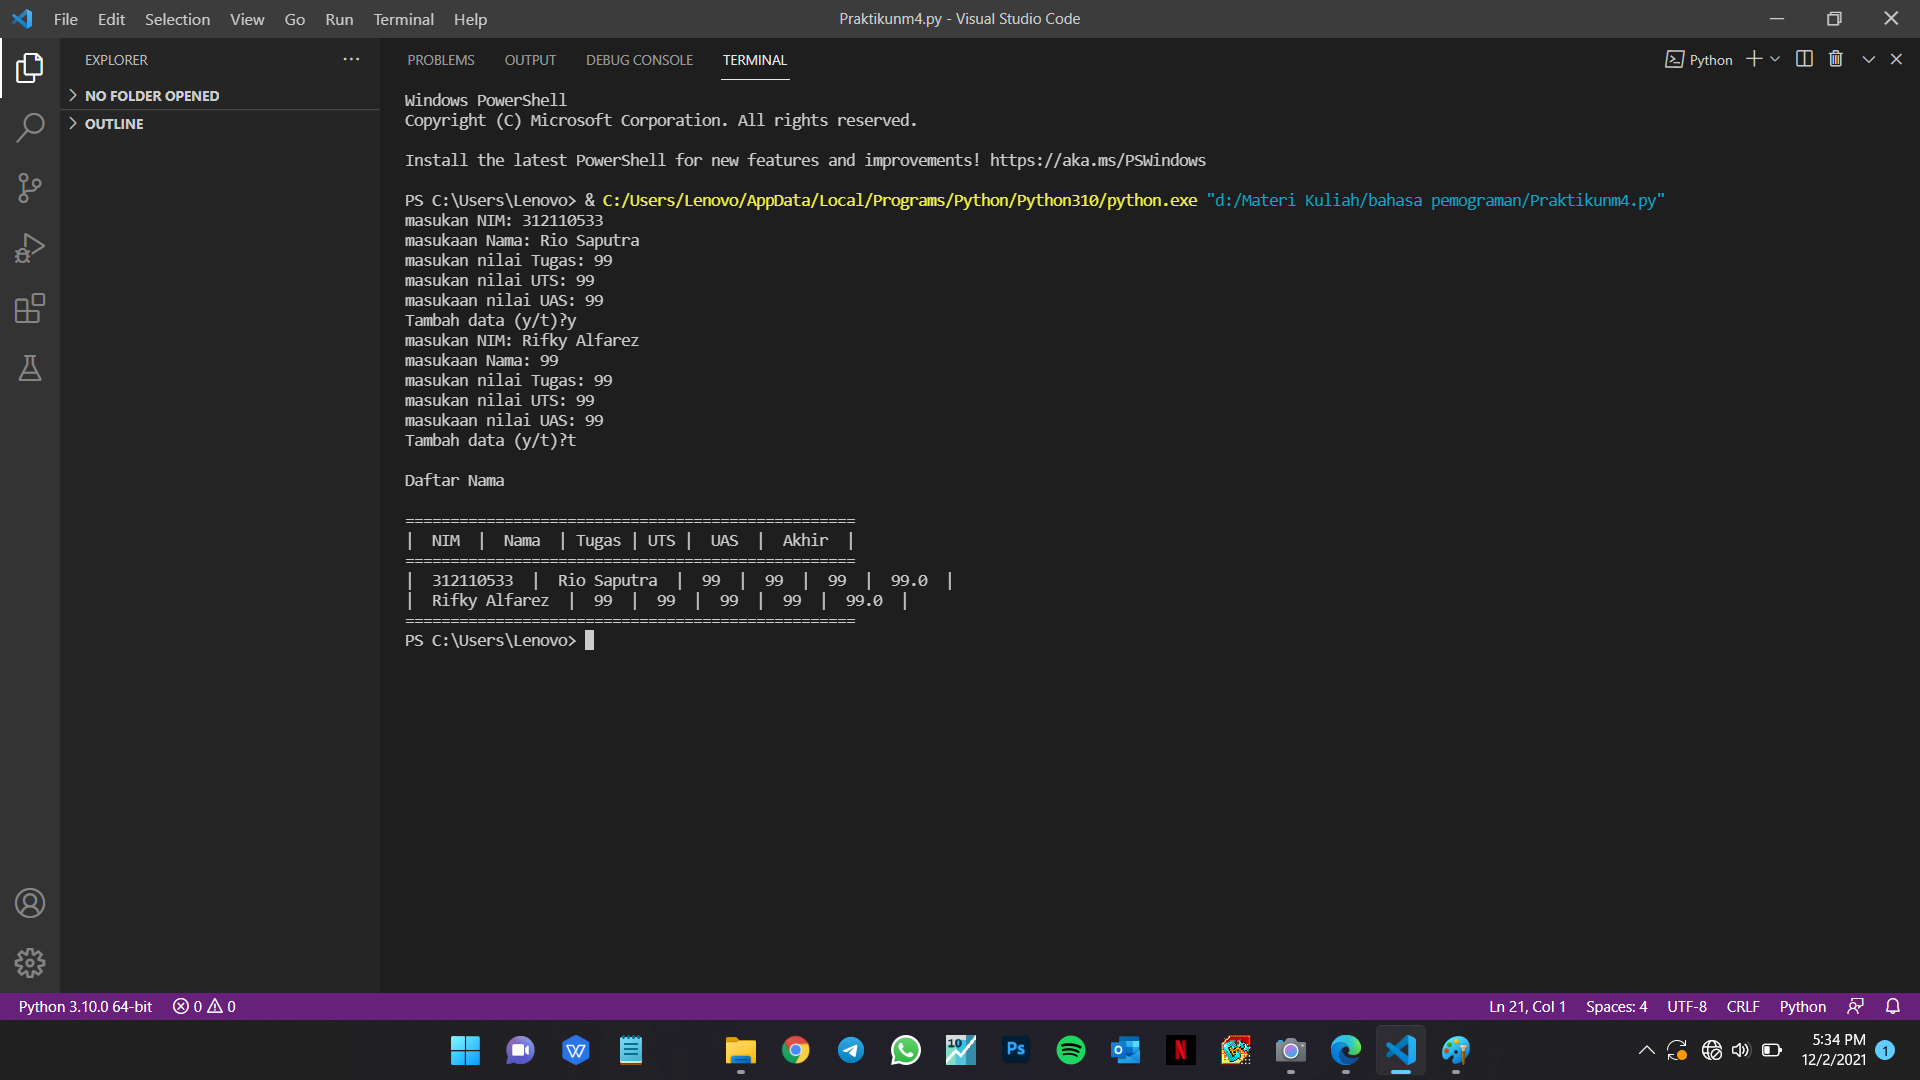 File Edit Selection View Go Run Terminal Help
Praktikunm4.py - Visual Studio Code
EXPLORER
NO FOLDER OPENED
OUTLINE
PROBLEMS OUTPUT DEBUG CONSOLE TERMINAL
Python
Windows PowerShell
Copyright (C) Microsoft Corporation. All rights reserved.
Install the latest PowerShell for new features and improvements! https://aka.ms/PSWindows
PS C:\Users\Lenovo> & C:/Users/Lenovo/AppData/Local/Programs/Python/Python310/python.exe "d:/Materi Kuliah/bahasa pemograman/Praktikunm4.py"
masukan NIM: 312110533
masukaan Nama: Rio Saputra
masukan nilai Tugas: 99
masukan nilai UTS: 99
masukaan nilai UAS: 99
Tambah data (y/t)?y
masukan NIM: Rifky Alfarez
masukaan Nama: 99
masukan nilai Tugas: 99
masukan nilai UTS: 99
masukaan nilai UAS: 99
Tambah data (y/t)?t
Daftar Nama
==================================================
|  NIM  |  Nama  | Tugas | UTS |  UAS  |  Akhir  |
==================================================
|  312110533  |  Rio Saputra  |  99  |  99  |  99  |  99.0  |
|  Rifky Alfarez  |  99  |  99  |  99  |  99  |  99.0  |
==================================================
PS C:\Users\Lenovo>
Python 3.10.0 64-bit 0 0
Ln 21, Col 1 Spaces: 4 UTF-8 CRLF Python
W 10 Ps O N
5:34 PM
12/2/2021
1